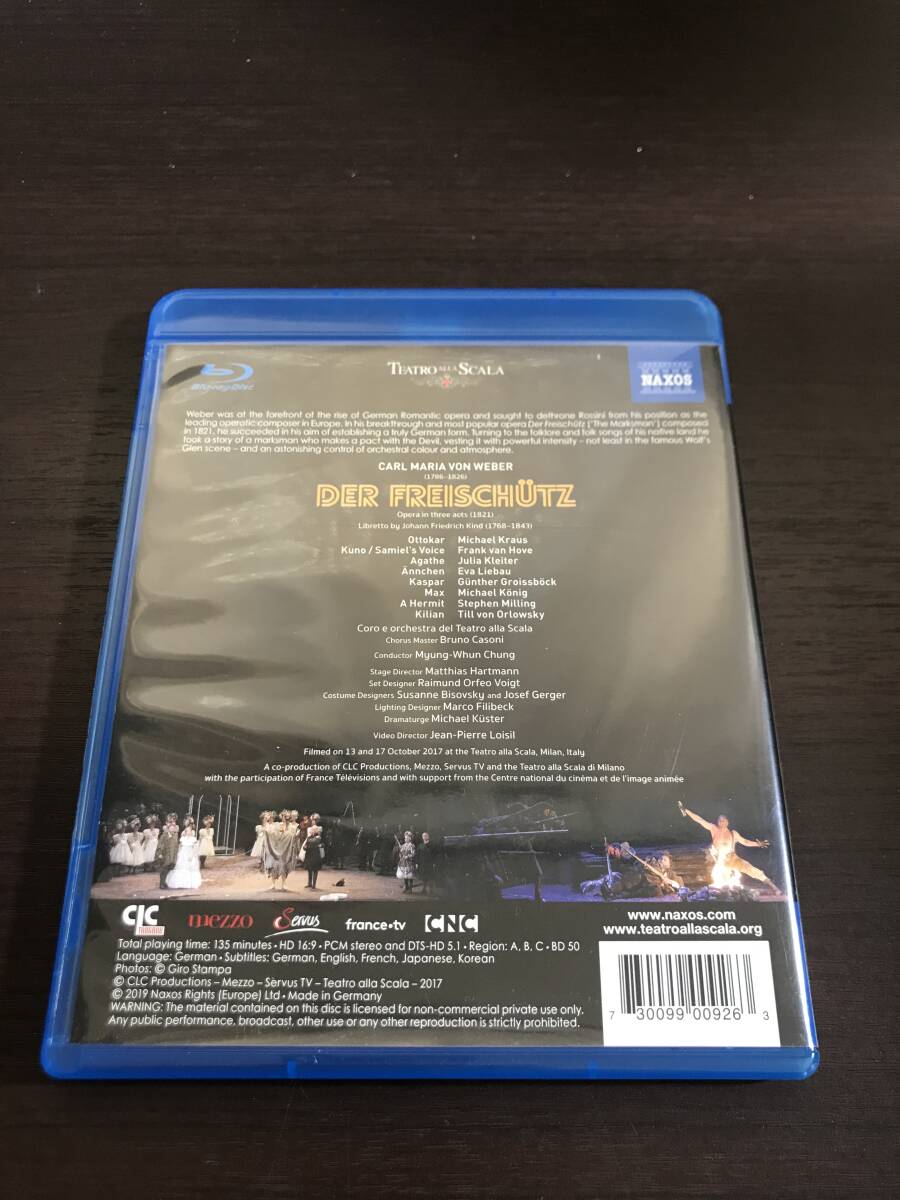 Blu-ray Disc
TEATRO ALLA SCALA
NAXOS
Weber was at the forefront of the rise of German Romantic opera and sought to dethrone Rossini from his position as the
leading operatic composer in Europe. In his breakthrough and most popular opera Der Freischütz ('The Marksman') composed
in 1821, he succeeded in his aim of establishing a truly German form. Turning to the folklore and folk songs of his native land he
took a story of a marksman who makes a pact with the Devil, vesting it with powerful intensity – not least in the famous Wolf's
Glen scene – and an astonishing control of orchestral colour and atmosphere.
CARL MARIA VON WEBER
(1786–1826)
DER FREISCHÜTZ
Opera in three acts (1821)
Libretto by Johann Friedrich Kind (1768–1843)
Ottokar Michael Kraus
Kuno / Samiel's Voice Frank van Hove
Agathe Julia Kleiter
Ännchen Eva Liebau
Kaspar Günther Groissböck
Max Michael König
A Hermit Stephen Milling
Kilian Till von Orlowsky
Coro e orchestra del Teatro alla Scala
Chorus Master Bruno Casoni
Conductor Myung-Whun Chung
Stage Director Matthias Hartmann
Set Designer Raimund Orfeo Voigt
Costume Designers Susanne Bisovsky and Josef Gerger
Lighting Designer Marco Filibeck
Dramaturge Michael Küster
Video Director Jean-Pierre Loisil
Filmed on 13 and 17 October 2017 at the Teatro alla Scala, Milan, Italy
A co-production of CLC Productions, Mezzo, Servus TV and the Teatro alla Scala di Milano
with the participation of France Télévisions and with support from the Centre national du cinéma et de l'image animée
mezzo Servus france•tv CNC
www.naxos.com
www.teatroallascala.org
Total playing time: 135 minutes • HD 16:9 • PCM stereo and DTS-HD 5.1 • Region: A, B, C • BD 50
Language: German • Subtitles: German, English, French, Japanese, Korean
Photos: © Giro Stampa
© CLC Productions – Mezzo – Servus TV – Teatro alla Scala – 2017
© 2019 Naxos Rights (Europe) Ltd • Made in Germany
WARNING: The material contained on this disc is licensed for non-commercial private use only.
Any public performance, broadcast, other use or any other reproduction is strictly prohibited.
7 30099 00926 3